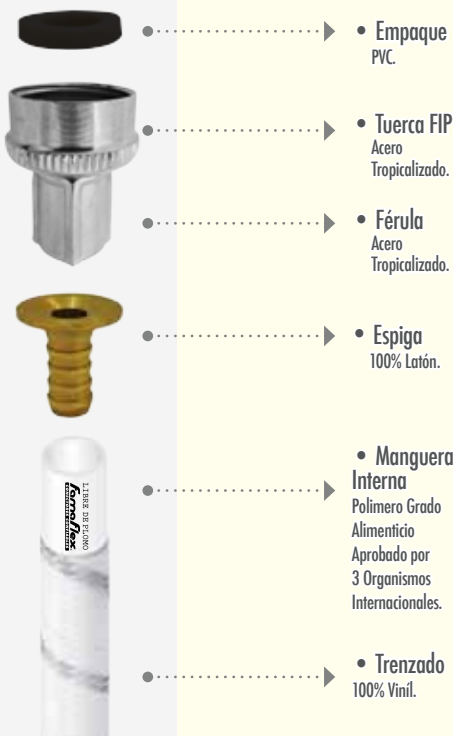 • Empaque
PVC.
• Tuerca FIP
Acero
Tropicalizado.
• Férula
Acero
Tropicalizado.
• Espiga
100% Latón.
LIBRE DE PLOMO
• Manguera
Interna
Polimero Grado
Alimenticio
Aprobado por
3 Organismos
Internacionales.
• Trenzado
100% Viníl.